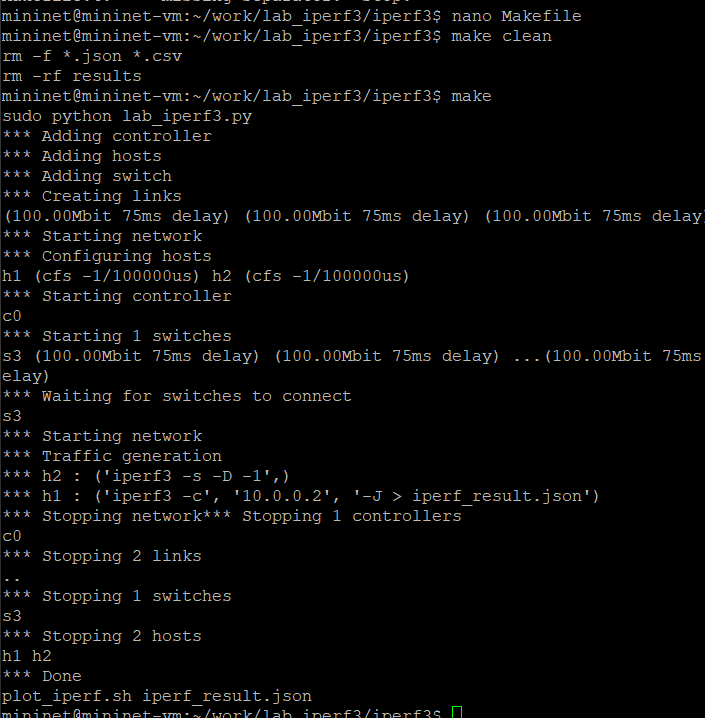 mininet@mininet-vm:~/work/lab_iperf3/iperf3$ nano Makefile
mininet@mininet-vm:~/work/lab_iperf3/iperf3$ make clean
rm -f *.json *.csv
rm -rf results
mininet@mininet-vm:~/work/lab_iperf3/iperf3$ make
sudo python lab_iperf3.py
*** Adding controller
*** Adding hosts
*** Adding switch
*** Creating links
(100.00Mbit 75ms delay) (100.00Mbit 75ms delay) (100.00Mbit 75ms delay)
*** Starting network
*** Configuring hosts
h1 (cfs -1/100000us) h2 (cfs -1/100000us)
*** Starting controller
c0
*** Starting 1 switches
s3 (100.00Mbit 75ms delay) (100.00Mbit 75ms delay) ...(100.00Mbit 75ms
elay)
*** Waiting for switches to connect
s3
*** Starting network
*** Traffic generation
*** h2 : ('iperf3 -s -D -1',)
*** h1 : ('iperf3 -c', '10.0.0.2', '-J > iperf_result.json')
*** Stopping network*** Stopping 1 controllers
c0
*** Stopping 2 links
..
*** Stopping 1 switches
s3
*** Stopping 2 hosts
h1 h2
*** Done
plot_iperf.sh iperf_result.json
mininet@mininet-vm:~/work/lab_iperf3/iperf3$